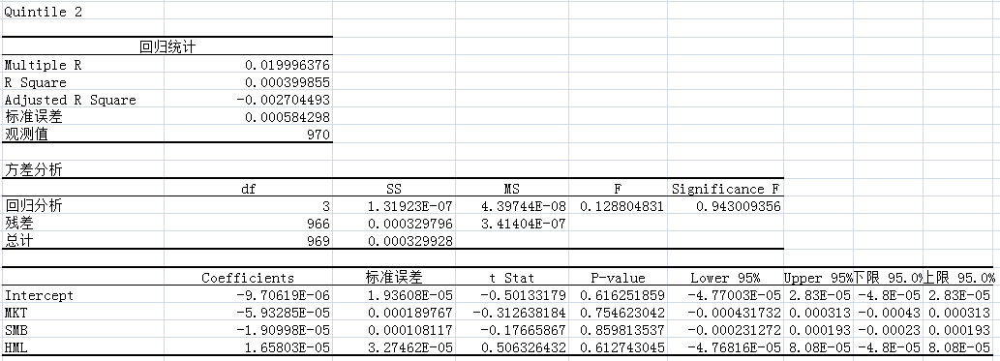 Quintile 2
回归统计
Multiple R 0.019996376
R Square 0.000399855
Adjusted R Square -0.002704493
标准误差 0.000584298
观测值 970
方差分析
df SS MS F Significance F
回归分析 3 1.31923E-07 4.39744E-08 0.128804831 0.943009356
残差 966 0.000329796 3.41404E-07
总计 969 0.000329928
Coefficients 标准误差 t Stat P-value Lower 95% Upper 95% 下限 95.0% 上限 95.0%
Intercept -9.70619E-06 1.93608E-05 -0.50133179 0.616251859 -4.77003E-05 2.83E-05 -4.8E-05 2.83E-05
MKT -5.93285E-05 0.000189767 -0.312638184 0.754623042 -0.000431732 0.000313 -0.00043 0.000313
SMB -1.90998E-05 0.000108117 -0.17665867 0.859813537 -0.000231272 0.000193 -0.00023 0.000193
HML 1.65803E-05 3.27462E-05 0.506326432 0.612743045 -4.76816E-05 8.08E-05 -4.8E-05 8.08E-05